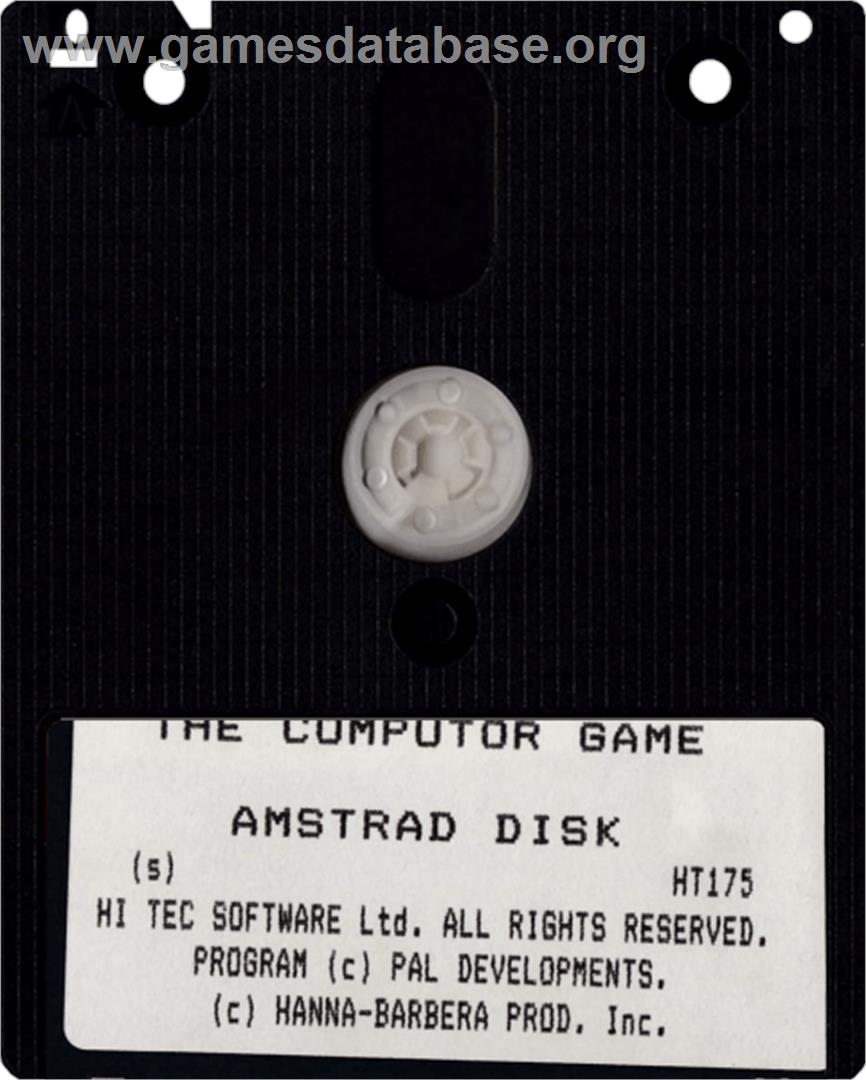 www.gamesdatabase.org
THE COMPUTOR GAME
AMSTRAD DISK
(s) HT175
HI TEC SOFTWARE Ltd. ALL RIGHTS RESERVED.
PROGRAM (c) PAL DEVELOPMENTS.
(c) HANNA-BARBERA PROD. Inc.